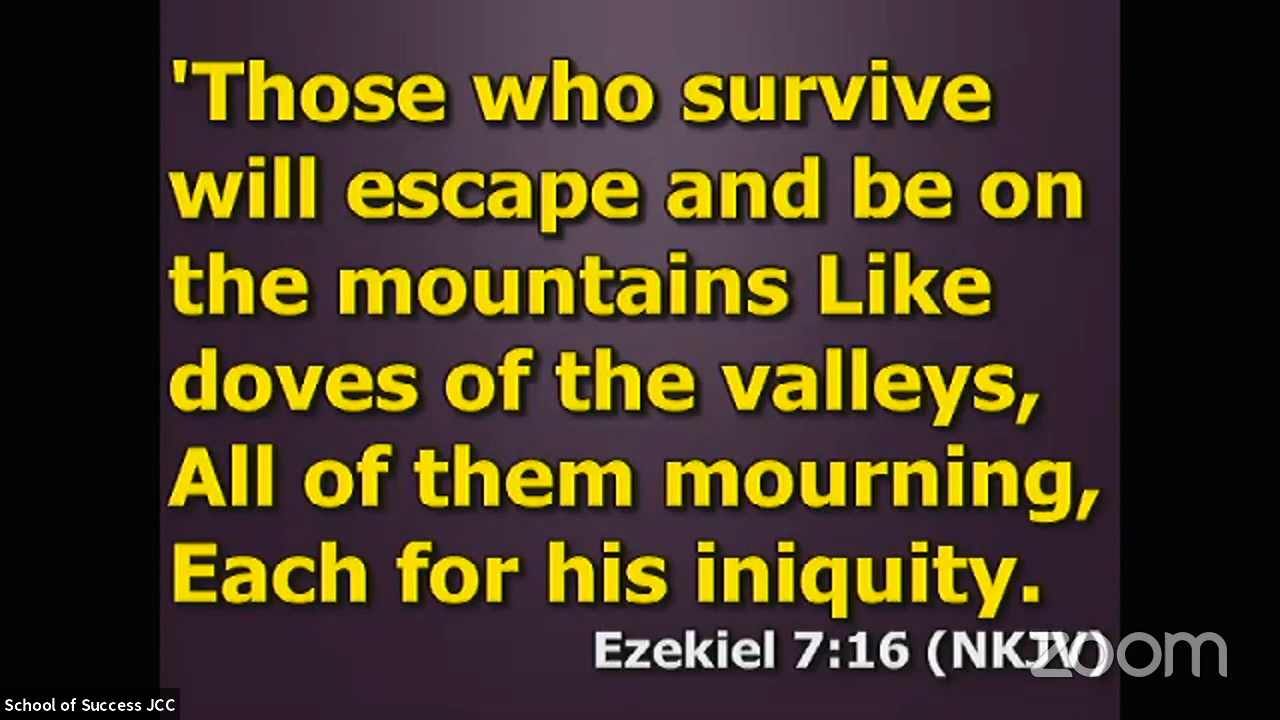 'Those who survive
will escape and be on
the mountains Like
doves of the valleys,
All of them mourning,
Each for his iniquity.
Ezekiel 7:16 (NKJV)
zoom
School of Success JCC